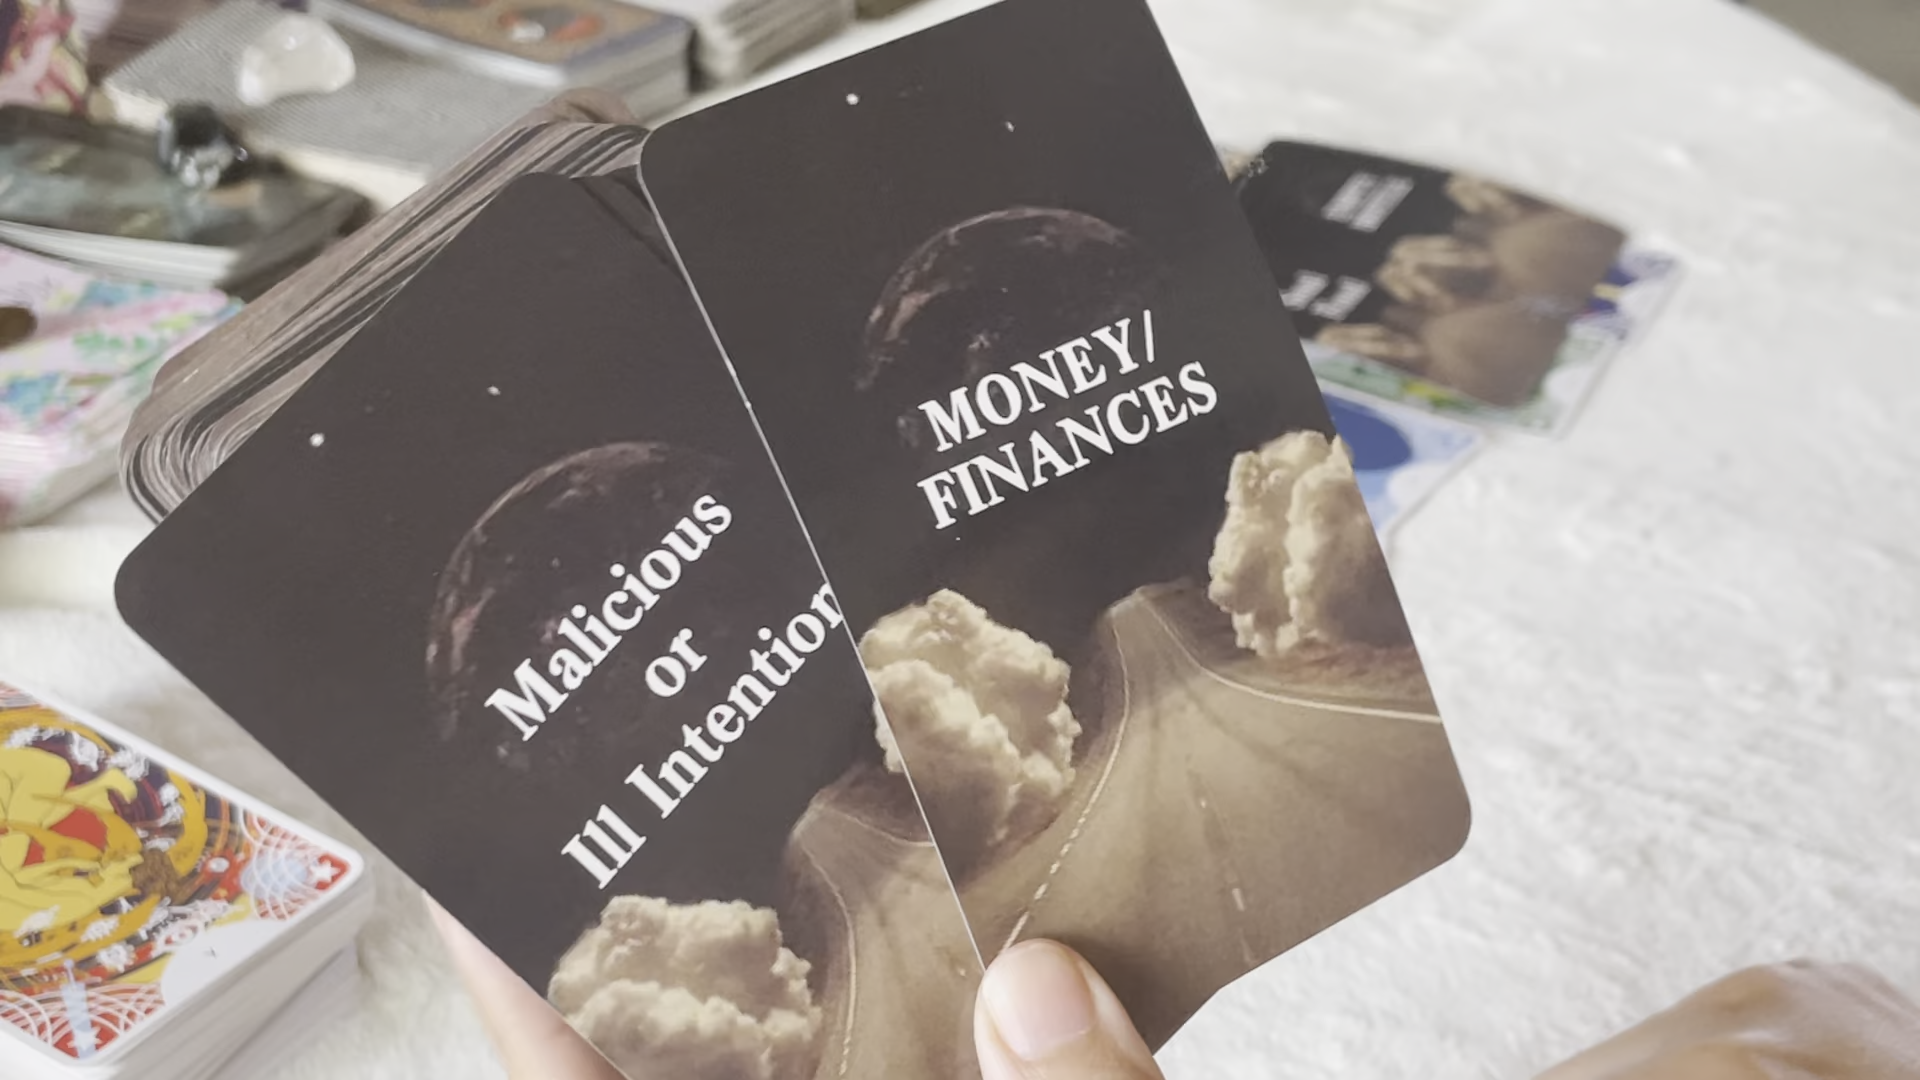 Malicious
or
Ill Intention
MONEY/
FINANCES